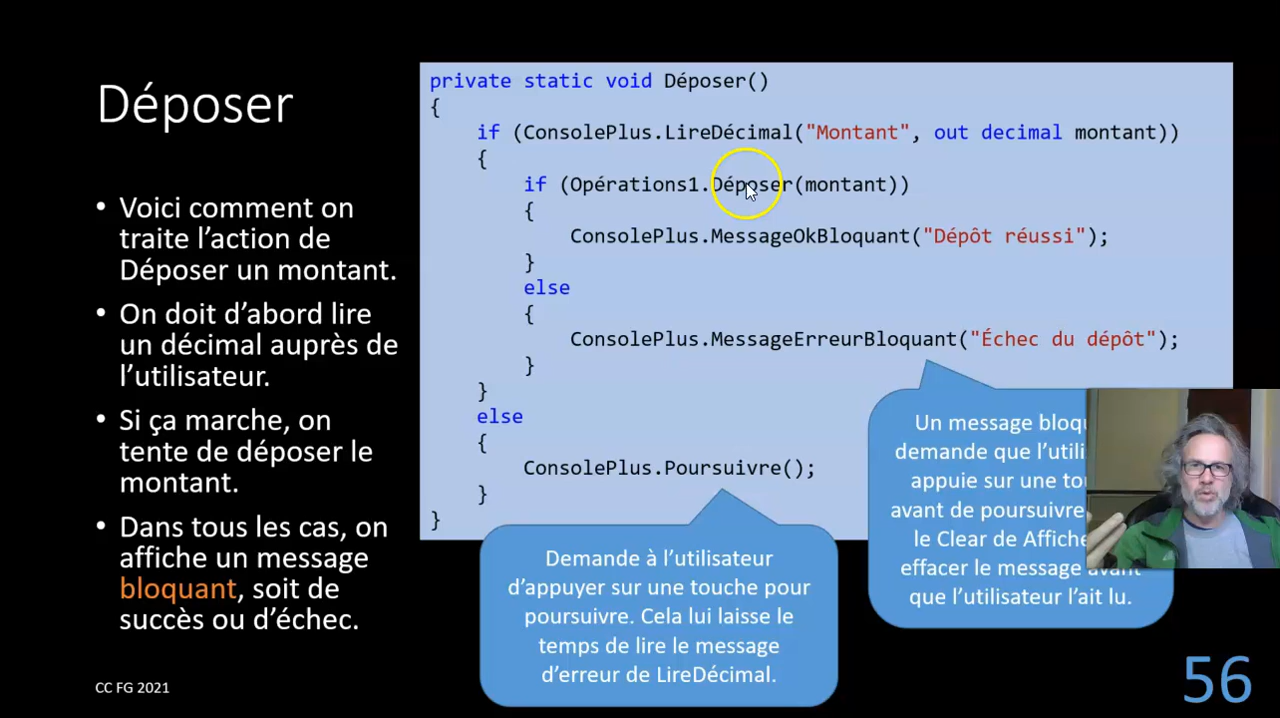 Déposer
• Voici comment on
traite l’action de
Déposer un montant.
• On doit d’abord lire
un décimal auprès de
l’utilisateur.
• Si ça marche, on
tente de déposer le
montant.
• Dans tous les cas, on
affiche un message
bloquant, soit de
succès ou d’échec.
private static void Déposer()
{
if (ConsolePlus.LireDécimal("Montant", out decimal montant))
{
if (Opérations1.Déposer(montant))
{
ConsolePlus.MessageOkBloquant("Dépôt réussi");
}
else
{
ConsolePlus.MessageErreurBloquant("Échec du dépôt");
}
}
else
{
ConsolePlus.Poursuivre();
}
}
Demande à l’utilisateur
d’appuyer sur une touche pour
poursuivre. Cela lui laisse le
temps de lire le message
d’erreur de LireDécimal.
Un message
demande que
appuie sur une
avant de poursuivre
le Clear de
effacer le message avant
que l’utilisateur l’ait lu.
CC FG 2021
56